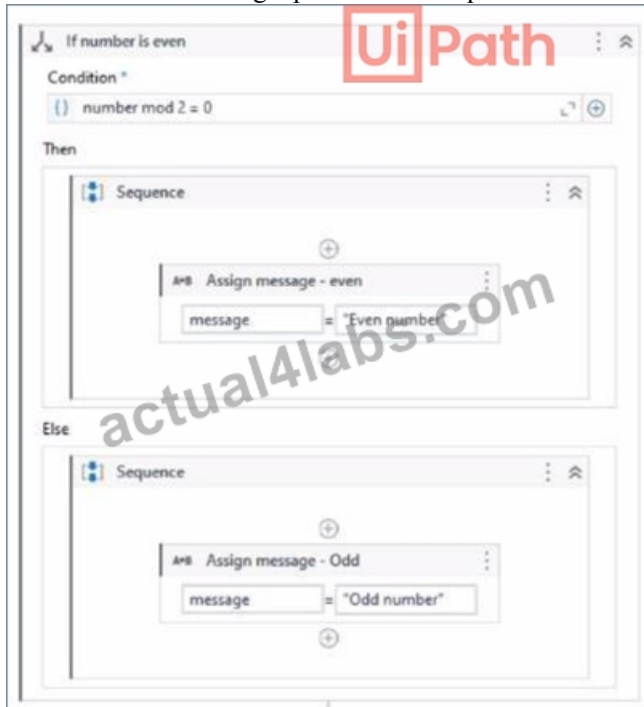 If number is even
UiPath
Condition *
number mod 2 = 0
Then
Sequence
A+B Assign message - even
message = "Even number"
actual4labs.com
Else
Sequence
A+B Assign message - Odd
message = "Odd number"